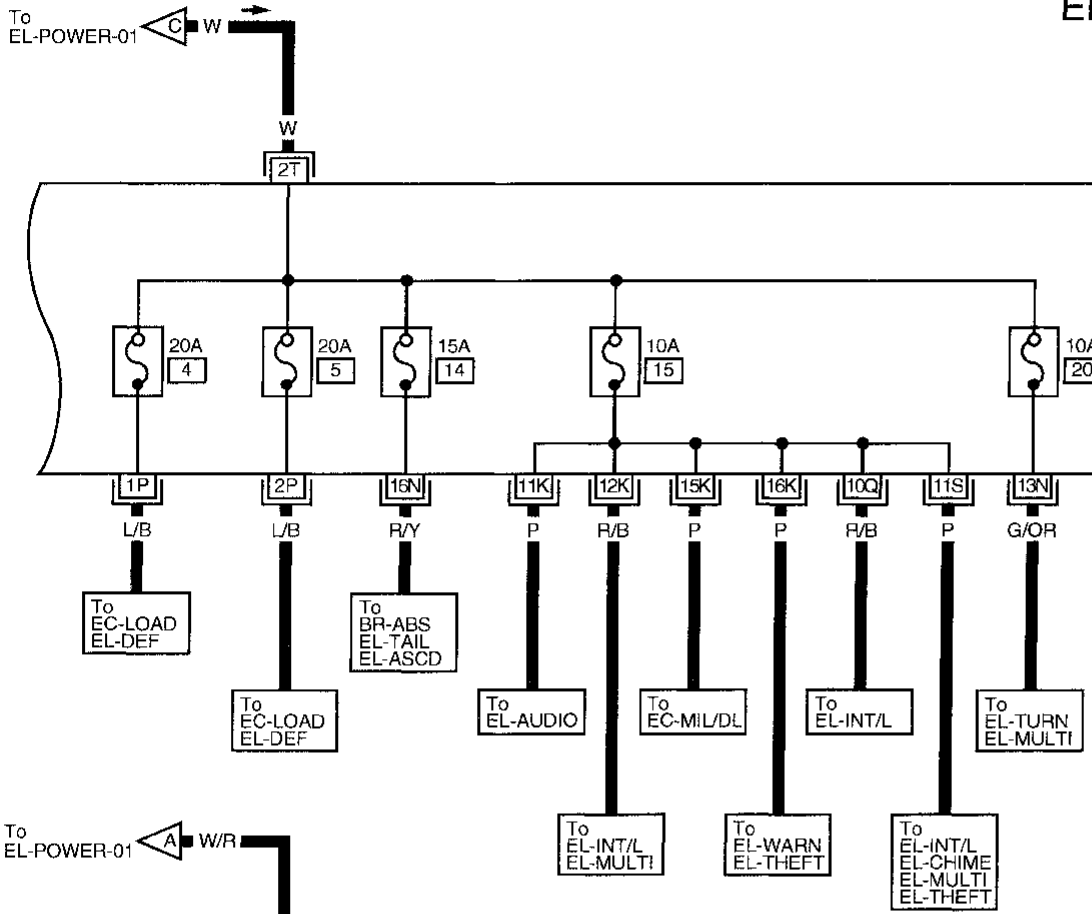 To
EL-POWER-01
C
W
W
2T
20A
4
20A
5
15A
14
10A
15
10A
20
1P
2P
16N
11K
12K
15K
16K
10Q
11S
13N
L/B
L/B
R/Y
P
R/B
P
P
R/B
P
G/OR
To
EC-LOAD
EL-DEF
To
EC-LOAD
EL-DEF
To
BR-ABS
EL-TAIL
EL-ASCD
To
EL-AUDIO
To
EL-INT/L
EL-MULTI
To
EC-MIL/DL
To
EL-WARN
EL-THEFT
To
EL-INT/L
To
EL-INT/L
EL-CHIME
EL-MULTI
EL-THEFT
To
EL-TURN
EL-MULTI
To
EL-POWER-01
A
W/R